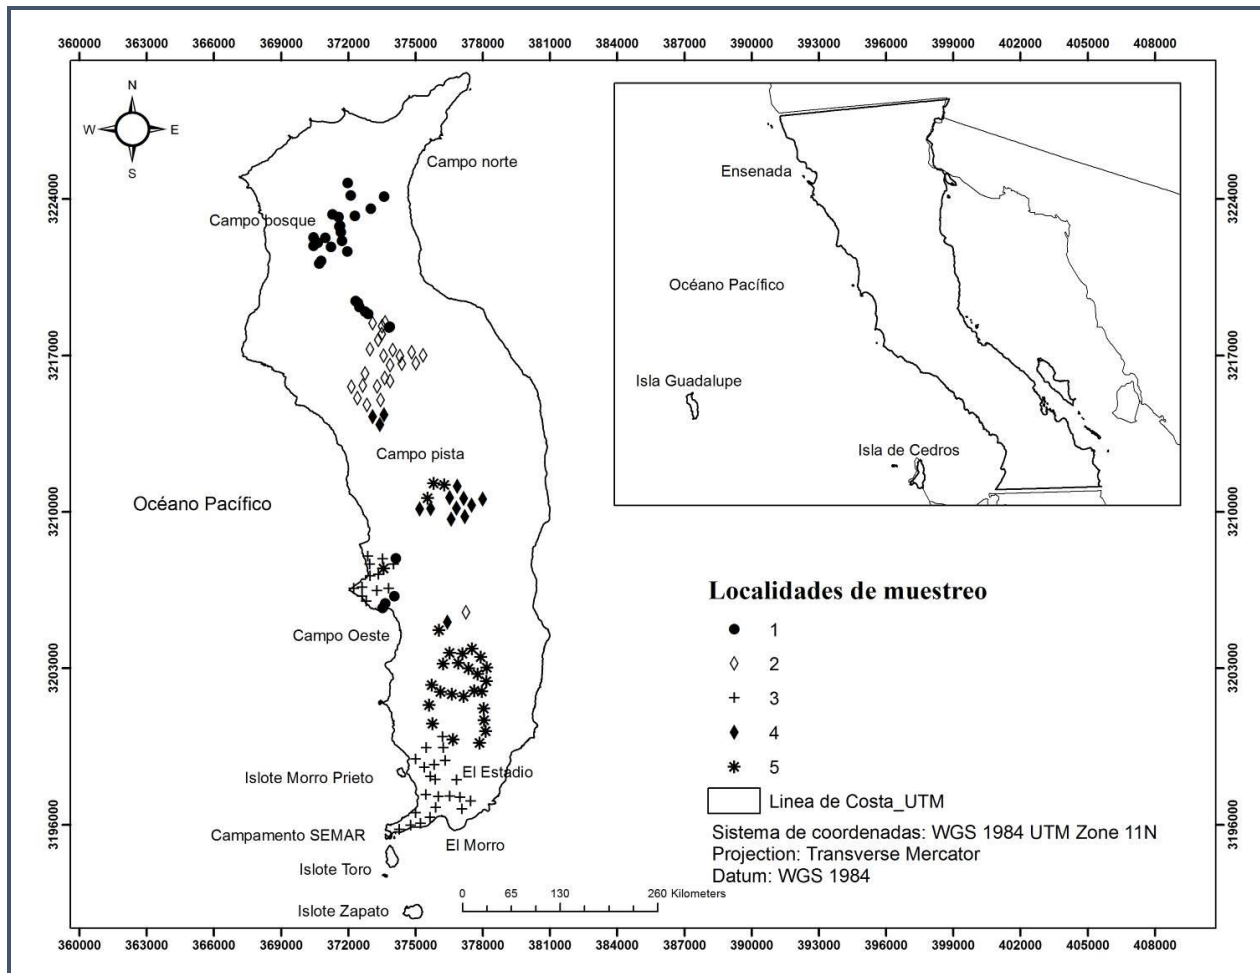 360000 363000 366000 369000 372000 375000 378000 381000 384000 387000 390000 393000 396000 399000 402000 405000 408000
N
W E
S
Campo norte
Campo bosque
Campo pista
Océano Pacífico
Campo Oeste
Islote Morro Prieto
El Estadio
Campamento SEMAR
El Morro
Islote Toro
Islote Zapato
0 65 130 260 Kilometers
3224000
3217000
3210000
3203000
3196000
Ensenada
Océano Pacífico
Isla Guadalupe
Isla de Cedros
Localidades de muestreo
1
2
3
4
5
Linea de Costa_UTM
Sistema de coordenadas: WGS 1984 UTM Zone 11N
Projection: Transverse Mercator
Datum: WGS 1984
3224000
3217000
3210000
3203000
3196000
360000 363000 366000 369000 372000 375000 378000 381000 384000 387000 390000 393000 396000 399000 402000 405000 408000